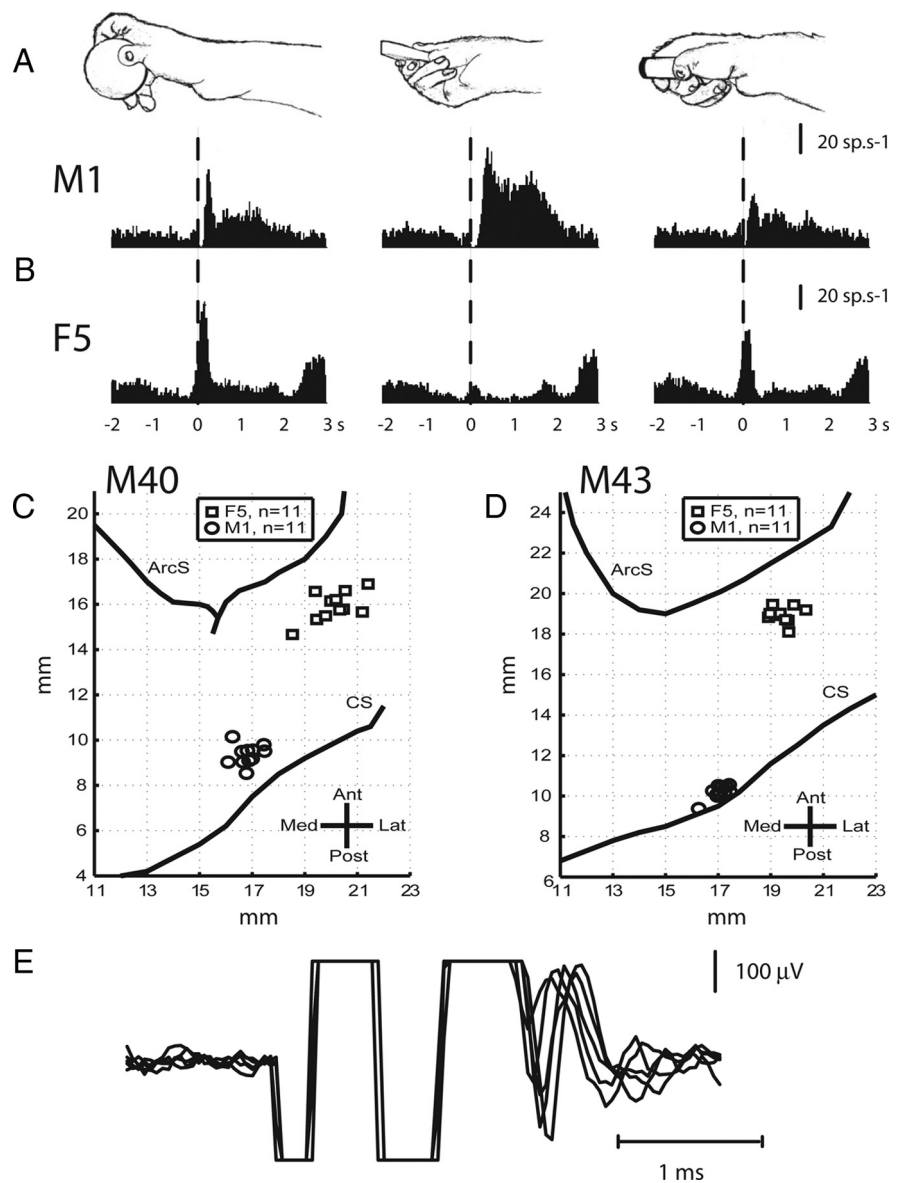 A
20 sp.s-1
M1
B
20 sp.s-1
F5
-2 -1 0 1 2 3 s
-2 -1 0 1 2 3 s
-2 -1 0 1 2 3 s
C
M40
F5, n=11
M1, n=11
ArcS
CS
Ant
Med Lat
Post
20
18
16
14
12
10
8
6
4
mm
11 13 15 17 19 21 23
mm
D
M43
F5, n=11
M1, n=11
ArcS
CS
Ant
Med Lat
Post
24
22
20
18
16
14
12
10
8
6
mm
11 13 15 17 19 21 23
mm
E
100 µV
1 ms